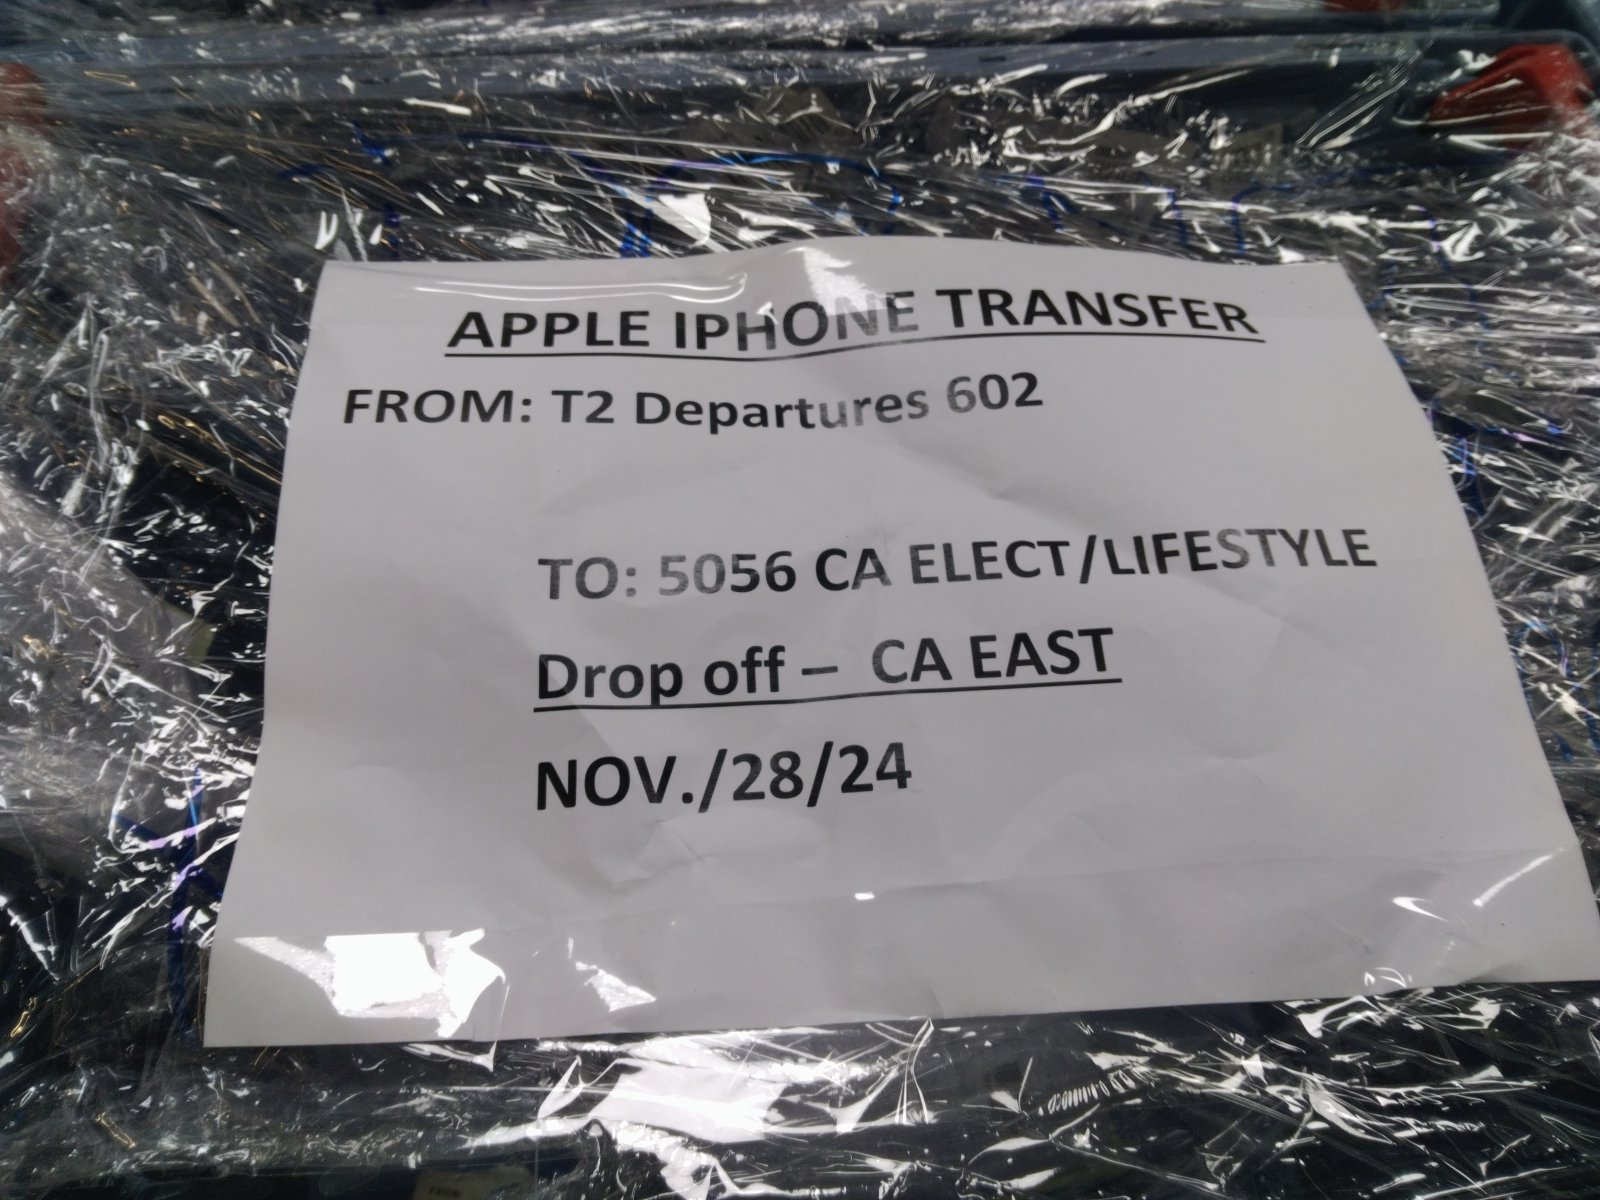 APPLE IPHONE TRANSFER
FROM: T2 Departures 602
TO: 5056 CA ELECT/LIFESTYLE
Drop off – CA EAST
NOV./28/24